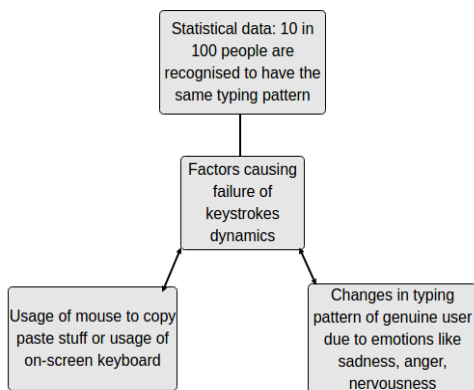 Statistical data: 10 in
100 people are
recognised to have the
same typing pattern
Factors causing
failure of
keystrokes
dynamics
Usage of mouse to copy
paste stuff or usage of
on-screen keyboard
Changes in typing
pattern of genuine user
due to emotions like
sadness, anger,
nervousness